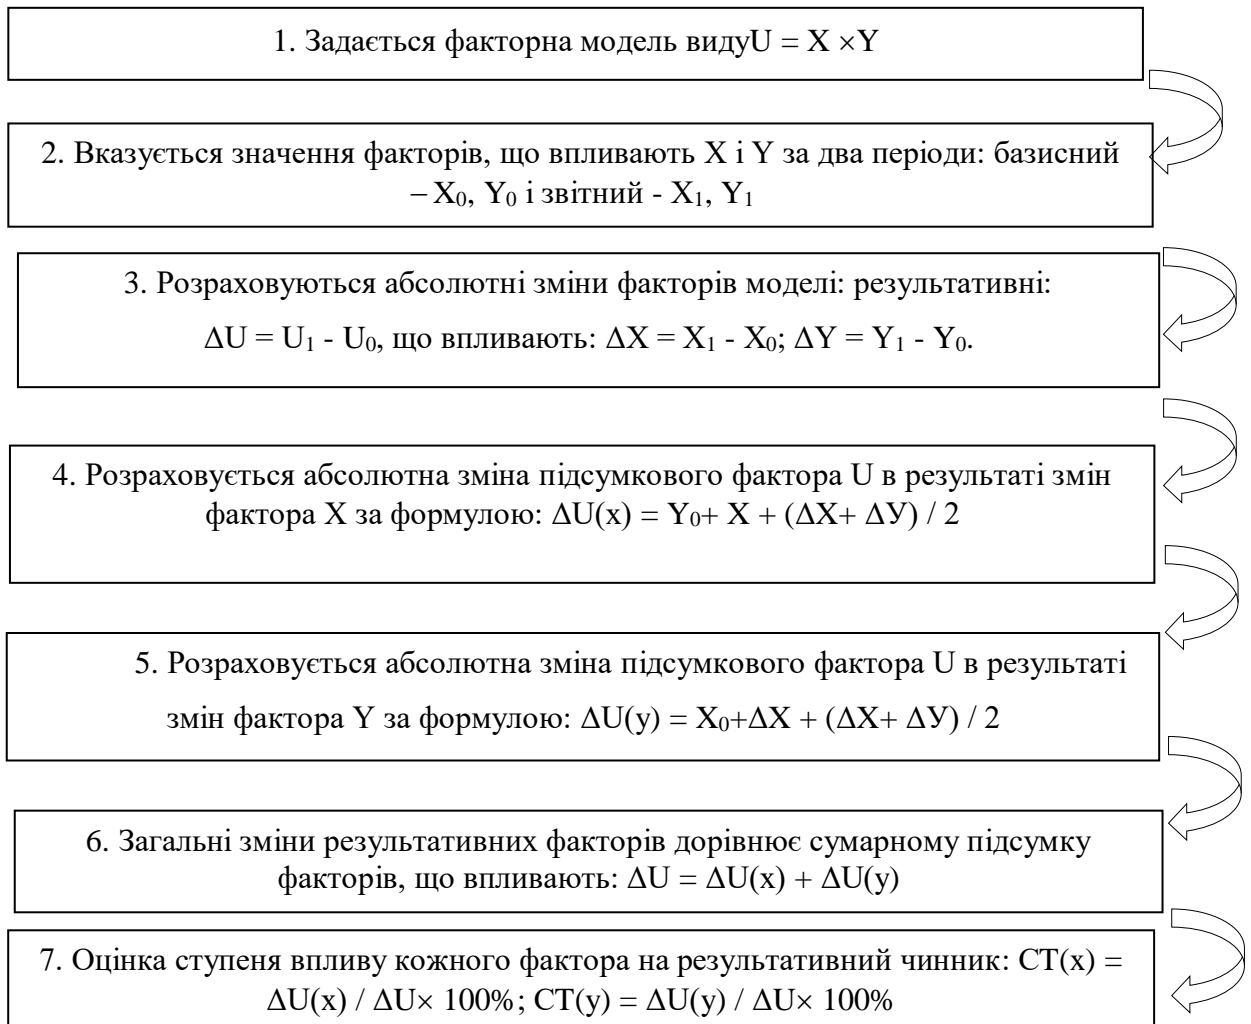 1. Задається факторна модель видуU = X ×Y
2. Вказується значення факторів, що впливають X і Y за два періоди: базисний
– X₀, Y₀ і звітний - X₁, Y₁
3. Розраховуються абсолютні зміни факторів моделі: результативні:
ΔU = U₁ - U₀, що впливають: ΔX = X₁ - X₀; ΔY = Y₁ - Y₀.
4. Розраховується абсолютна зміна підсумкового фактора U в результаті змін
фактора X за формулою: ΔU(x) = Y₀+ X + (ΔX+ ΔУ) / 2
5. Розраховується абсолютна зміна підсумкового фактора U в результаті
змін фактора Y за формулою: ΔU(y) = X₀+ΔX + (ΔX+ ΔУ) / 2
6. Загальні зміни результативних факторів дорівнює сумарному підсумку
факторів, що впливають: ΔU = ΔU(x) + ΔU(y)
7. Оцінка ступеня впливу кожного фактора на результативний чинник: СТ(x) =
ΔU(x) / ΔU× 100%; СТ(y) = ΔU(y) / ΔU× 100%